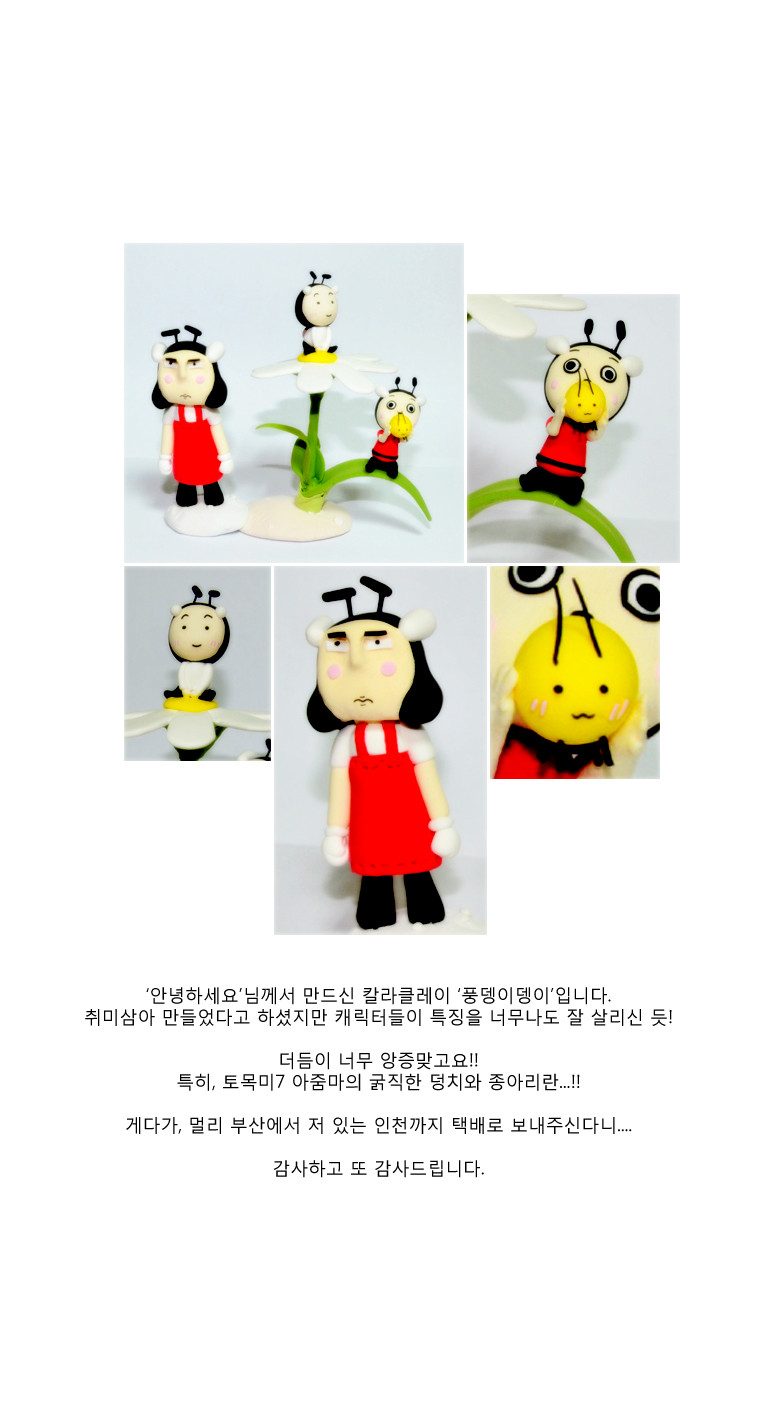 ‘안녕하세요’님께서 만드신 칼라클레이 ‘풍뎅이뎅이’입니다.
취미삼아 만들었다고 하셨지만 캐릭터들이 특징을 너무나도 잘 살리신 듯!
더듬이 너무 앙증맞고요!!
특히, 토목미7 아줌마의 굵직한 덩치와 종아리란...!!
게다가, 멀리 부산에서 저 있는 인천까지 택배로 보내주신다니....
감사하고 또 감사드립니다.